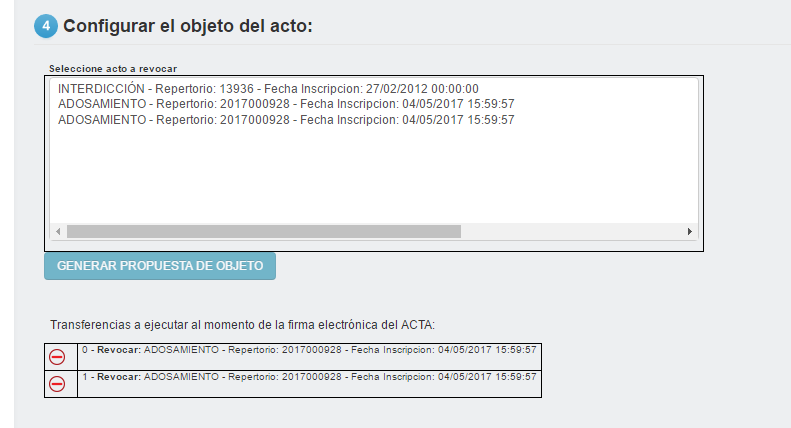 4 Configurar el objeto del acto:
Seleccione acto a revocar
INTERDICCIÓN - Repertorio: 13936 - Fecha Inscripcion: 27/02/2012 00:00:00
ADOSAMIENTO - Repertorio: 2017000928 - Fecha Inscripcion: 04/05/2017 15:59:57
ADOSAMIENTO - Repertorio: 2017000928 - Fecha Inscripcion: 04/05/2017 15:59:57
GENERAR PROPUESTA DE OBJETO
Transferencias a ejecutar al momento de la firma electrónica del ACTA:
0 - Revocar: ADOSAMIENTO - Repertorio: 2017000928 - Fecha Inscripcion: 04/05/2017 15:59:57
1 - Revocar: ADOSAMIENTO - Repertorio: 2017000928 - Fecha Inscripcion: 04/05/2017 15:59:57